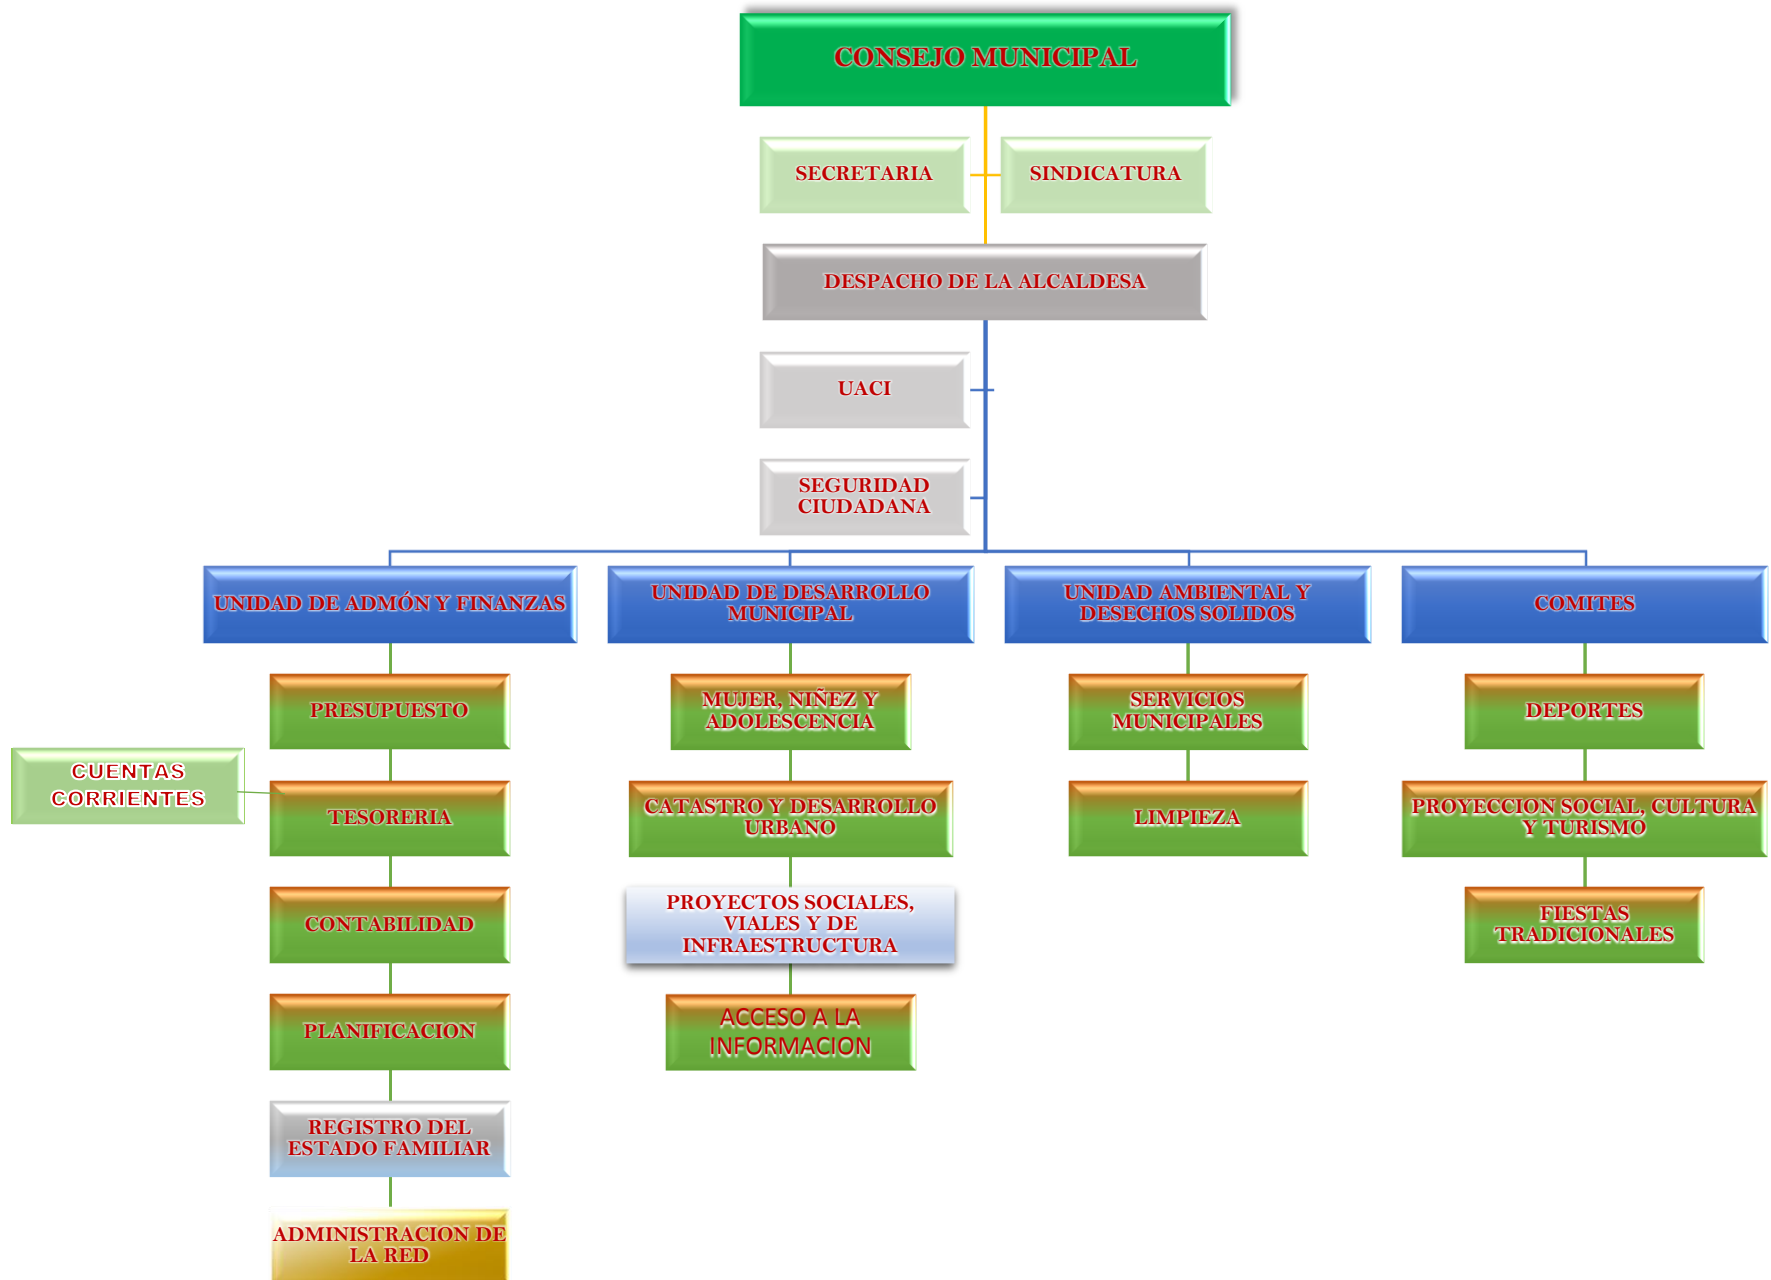 CONSEJO MUNICIPAL
SECRETARIA
SINDICATURA
DESPACHO DE LA ALCALDESA
UACI
SEGURIDAD
CIUDADANA
UNIDAD DE ADMÓN Y FINANZAS
PRESUPUESTO
CUENTAS
CORRIENTES
TESORERIA
CONTABILIDAD
PLANIFICACION
REGISTRO DEL
ESTADO FAMILIAR
ADMINISTRACION DE
LA RED
UNIDAD DE DESARROLLO
MUNICIPAL
MUJER, NIÑEZ Y
ADOLESCENCIA
CATASTRO Y DESARROLLO
URBANO
PROYECTOS SOCIALES,
VIALES Y DE
INFRAESTRUCTURA
ACCESO A LA
INFORMACION
UNIDAD AMBIENTAL Y
DESECHOS SOLIDOS
SERVICIOS
MUNICIPALES
LIMPIEZA
COMITES
DEPORTES
PROYECCION SOCIAL, CULTURA
Y TURISMO
FIESTAS
TRADICIONALES